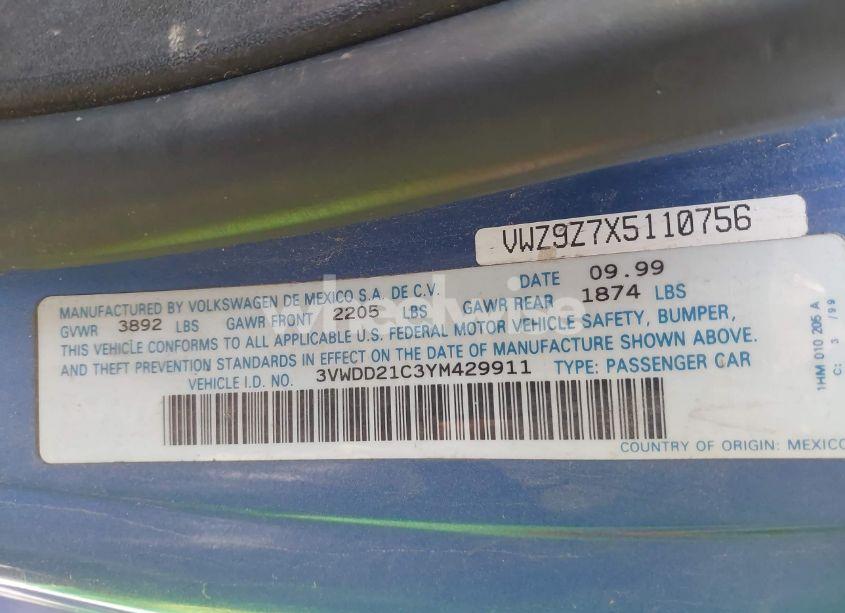 VWZ9Z7X5110756
MANUFACTURED BY VOLKSWAGEN DE MEXICO S.A. DE C.V. DATE 09.99
GVWR 3892 LBS GAWR FRONT 2205 LBS GAWR REAR 1874 LBS
THIS VEHICLE CONFORMS TO ALL APPLICABLE U.S. FEDERAL MOTOR VEHICLE SAFETY, BUMPER,
AND THEFT PREVENTION STANDARDS IN EFFECT ON THE DATE OF MANUFACTURE SHOWN ABOVE.
VEHICLE I.D. NO. 3VWDD21C3YM429911 TYPE: PASSENGER CAR
COUNTRY OF ORIGIN: MEXICO
1HM 010 205 A
C: 3 /99
wheelwise